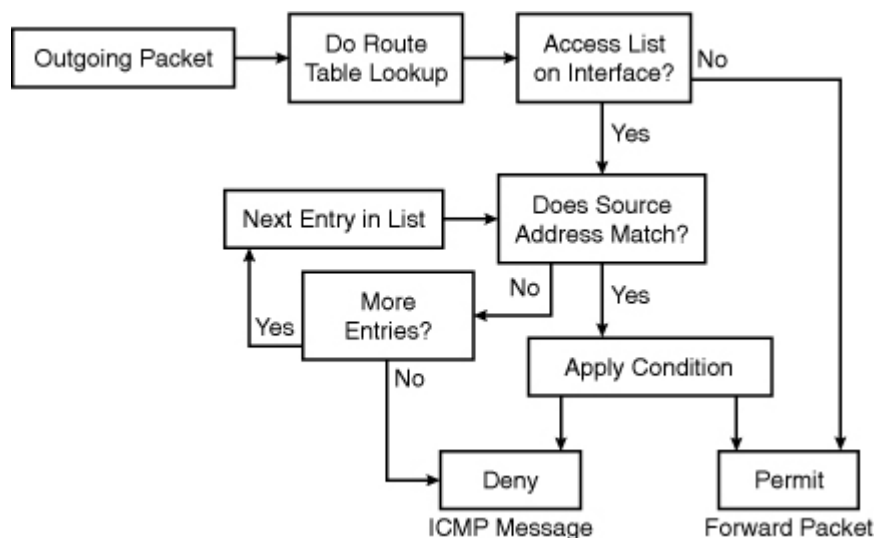 Outgoing Packet
Do Route
Table Lookup
Access List
on Interface?
No
Yes
Next Entry in List
Does Source
Address Match?
No
Yes
More
Entries?
Yes
No
Apply Condition
Deny
Permit
ICMP Message
Forward Packet